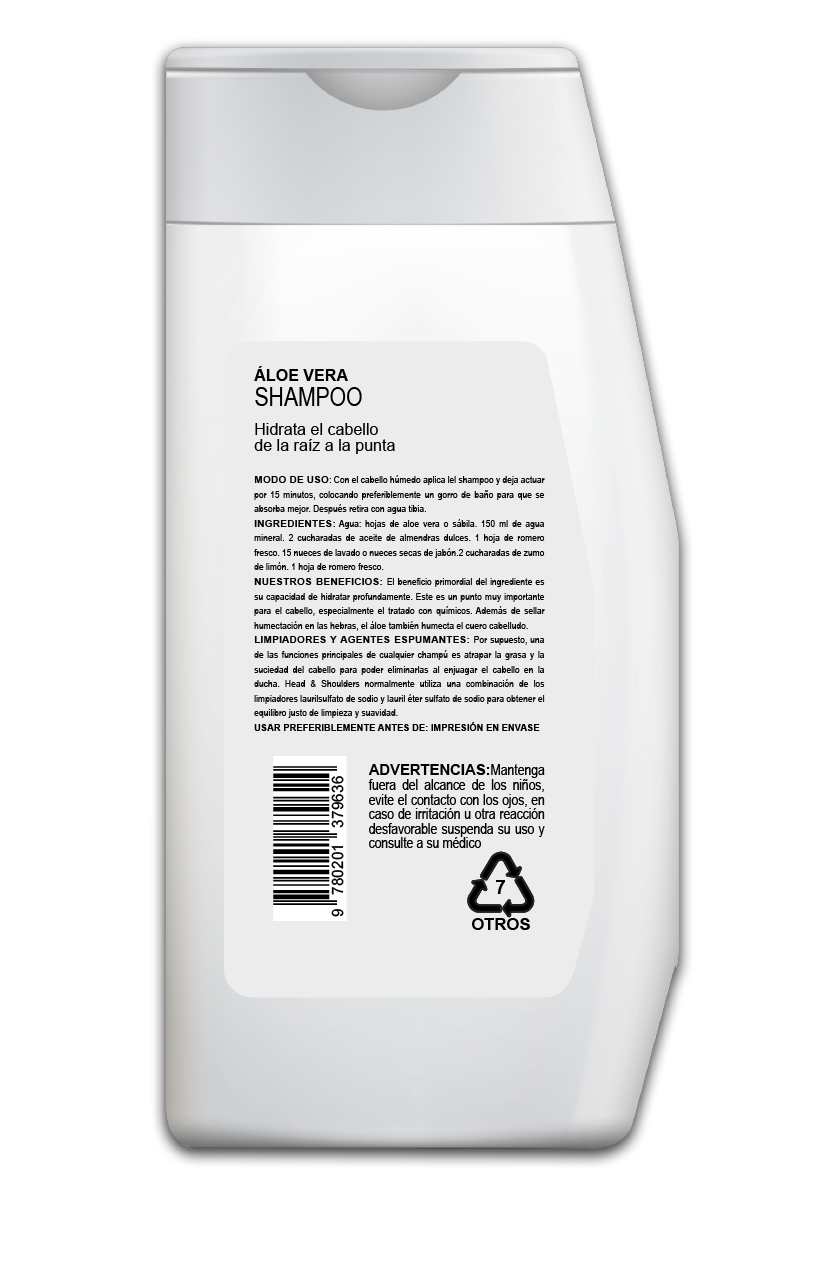 ÁLOE VERA
SHAMPOO
Hidrata el cabello
de la raíz a la punta
MODO DE USO: Con el cabello húmedo aplica lel shampoo y deja actuar
por 15 minutos, colocando preferiblemente un gorro de baño para que se
absorba mejor. Después retira con agua tibia.
INGREDIENTES: Agua: hojas de aloe vera o sábila. 150 ml de agua
mineral. 2 cucharadas de aceite de almendras dulces. 1 hoja de romero
fresco. 15 nueces de lavado o nueces secas de jabón.2 cucharadas de zumo
de limón. 1 hoja de romero fresco.
NUESTROS BENEFICIOS: El beneficio primordial del ingrediente es
su capacidad de hidratar profundamente. Este es un punto muy importante
para el cabello, especialmente el tratado con químicos. Además de sellar
humectación en las hebras, el áloe también humecta el cuero cabelludo.
LIMPIADORES Y AGENTES ESPUMANTES: Por supuesto, una
de las funciones principales de cualquier champú es atrapar la grasa y la
suciedad del cabello para poder eliminarlas al enjuagar el cabello en la
ducha. Head & Shoulders normalmente utiliza una combinación de los
limpiadores laurilsulfato de sodio y lauril éter sulfato de sodio para obtener el
equilibro justo de limpieza y suavidad.
USAR PREFERIBLEMENTE ANTES DE: IMPRESIÓN EN ENVASE
9 780201 379636
ADVERTENCIAS:Mantenga
fuera del alcance de los niños,
evite el contacto con los ojos, en
caso de irritación u otra reacción
desfavorable suspenda su uso y
consulte a su médico
7
OTROS